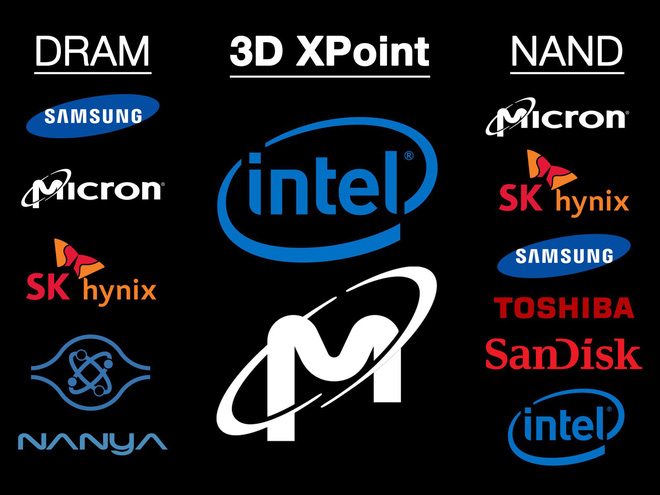 DRAM
SAMSUNG
Micron®
SK hynix
NANYA
3D XPoint
intel®
M
NAND
Micron®
SK hynix
SAMSUNG
TOSHIBA
SanDisk
intel®